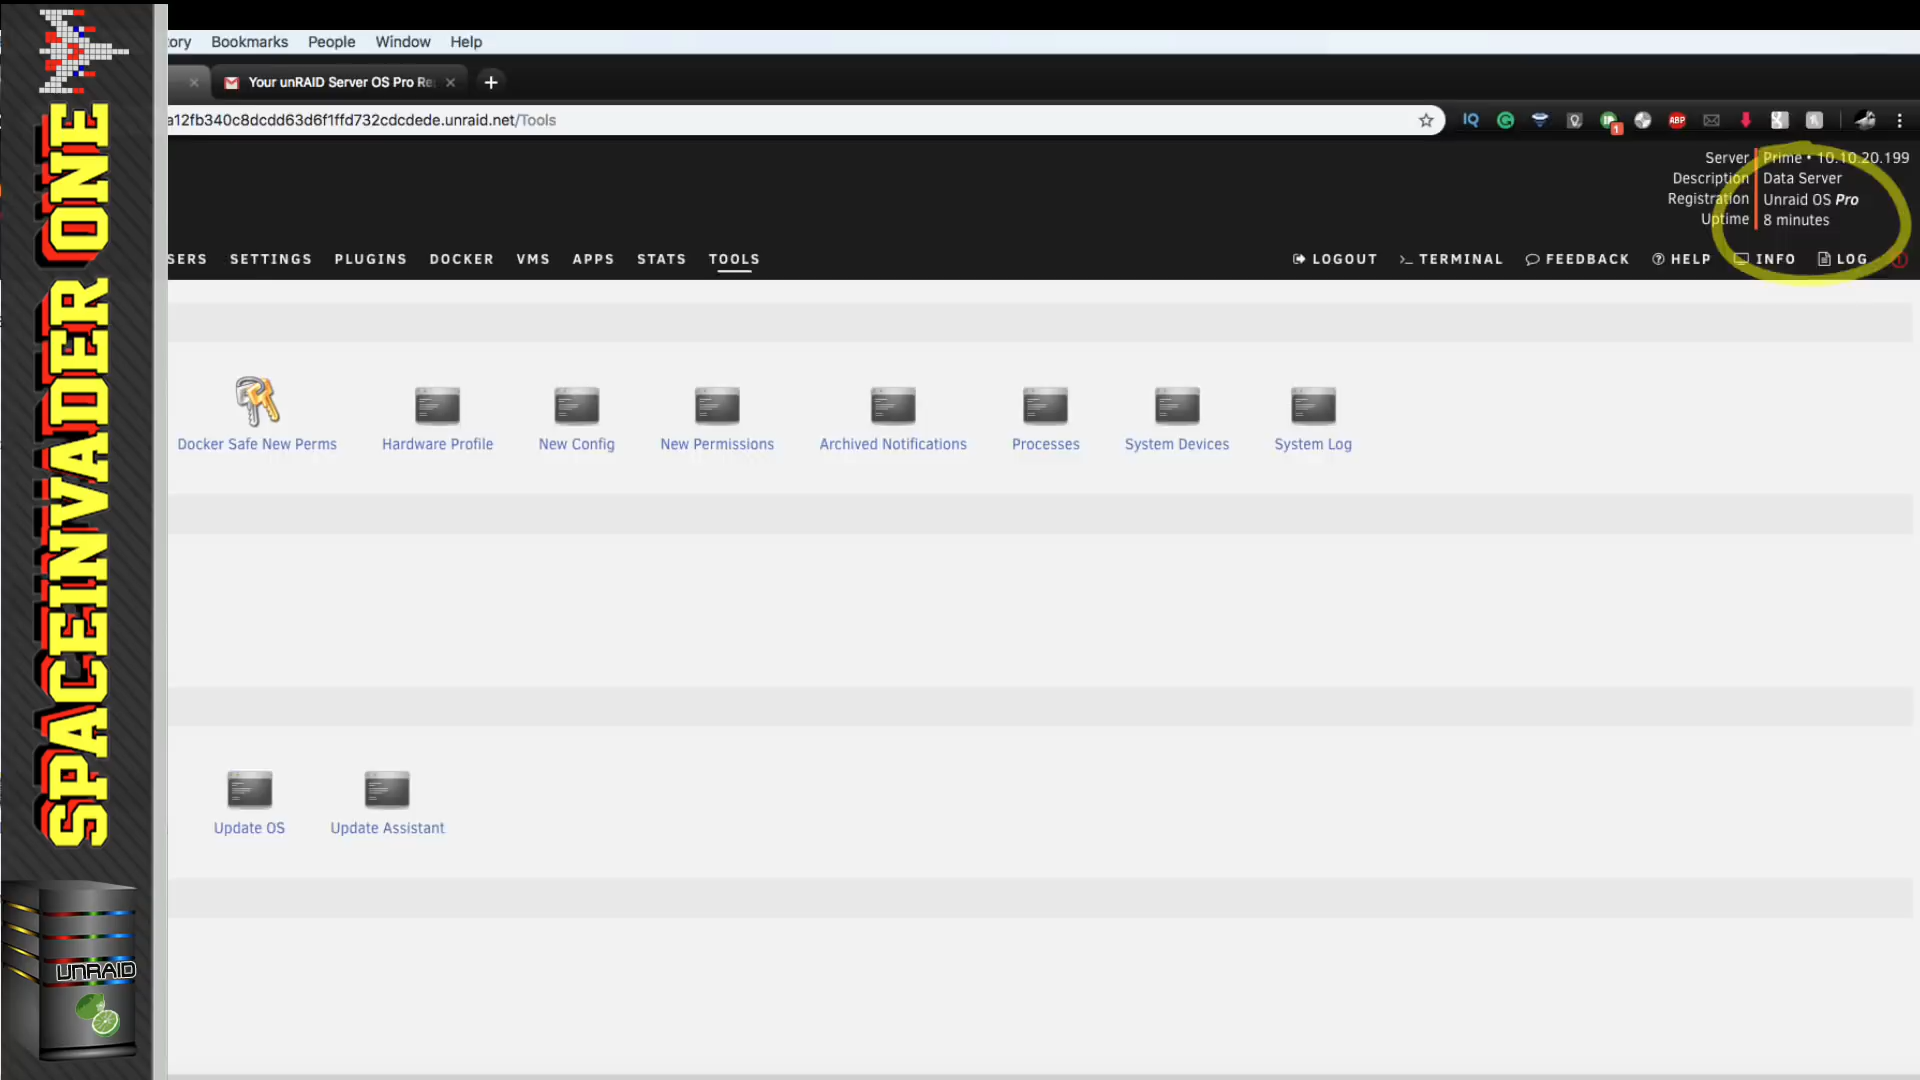 SPACEINVADER ONE
UNRAID
ory Bookmarks People Window Help
Your unRAID Server OS Pro Re
a12fb340c8dcdd63d6f1ffd732cdcdede.unraid.net/Tools
IQ
1
ABP
Server Prime • 10.10.20.199
Description Data Server
Registration Unraid OS Pro
Uptime 8 minutes
SERS SETTINGS PLUGINS DOCKER VMS APPS STATS TOOLS
LOGOUT TERMINAL FEEDBACK HELP INFO LOG
Docker Safe New Perms Hardware Profile New Config New Permissions Archived Notifications Processes System Devices System Log
Update OS Update Assistant